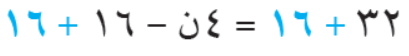 ٣٢ + ١٦ = ٤ن − ١٦ + ١٦